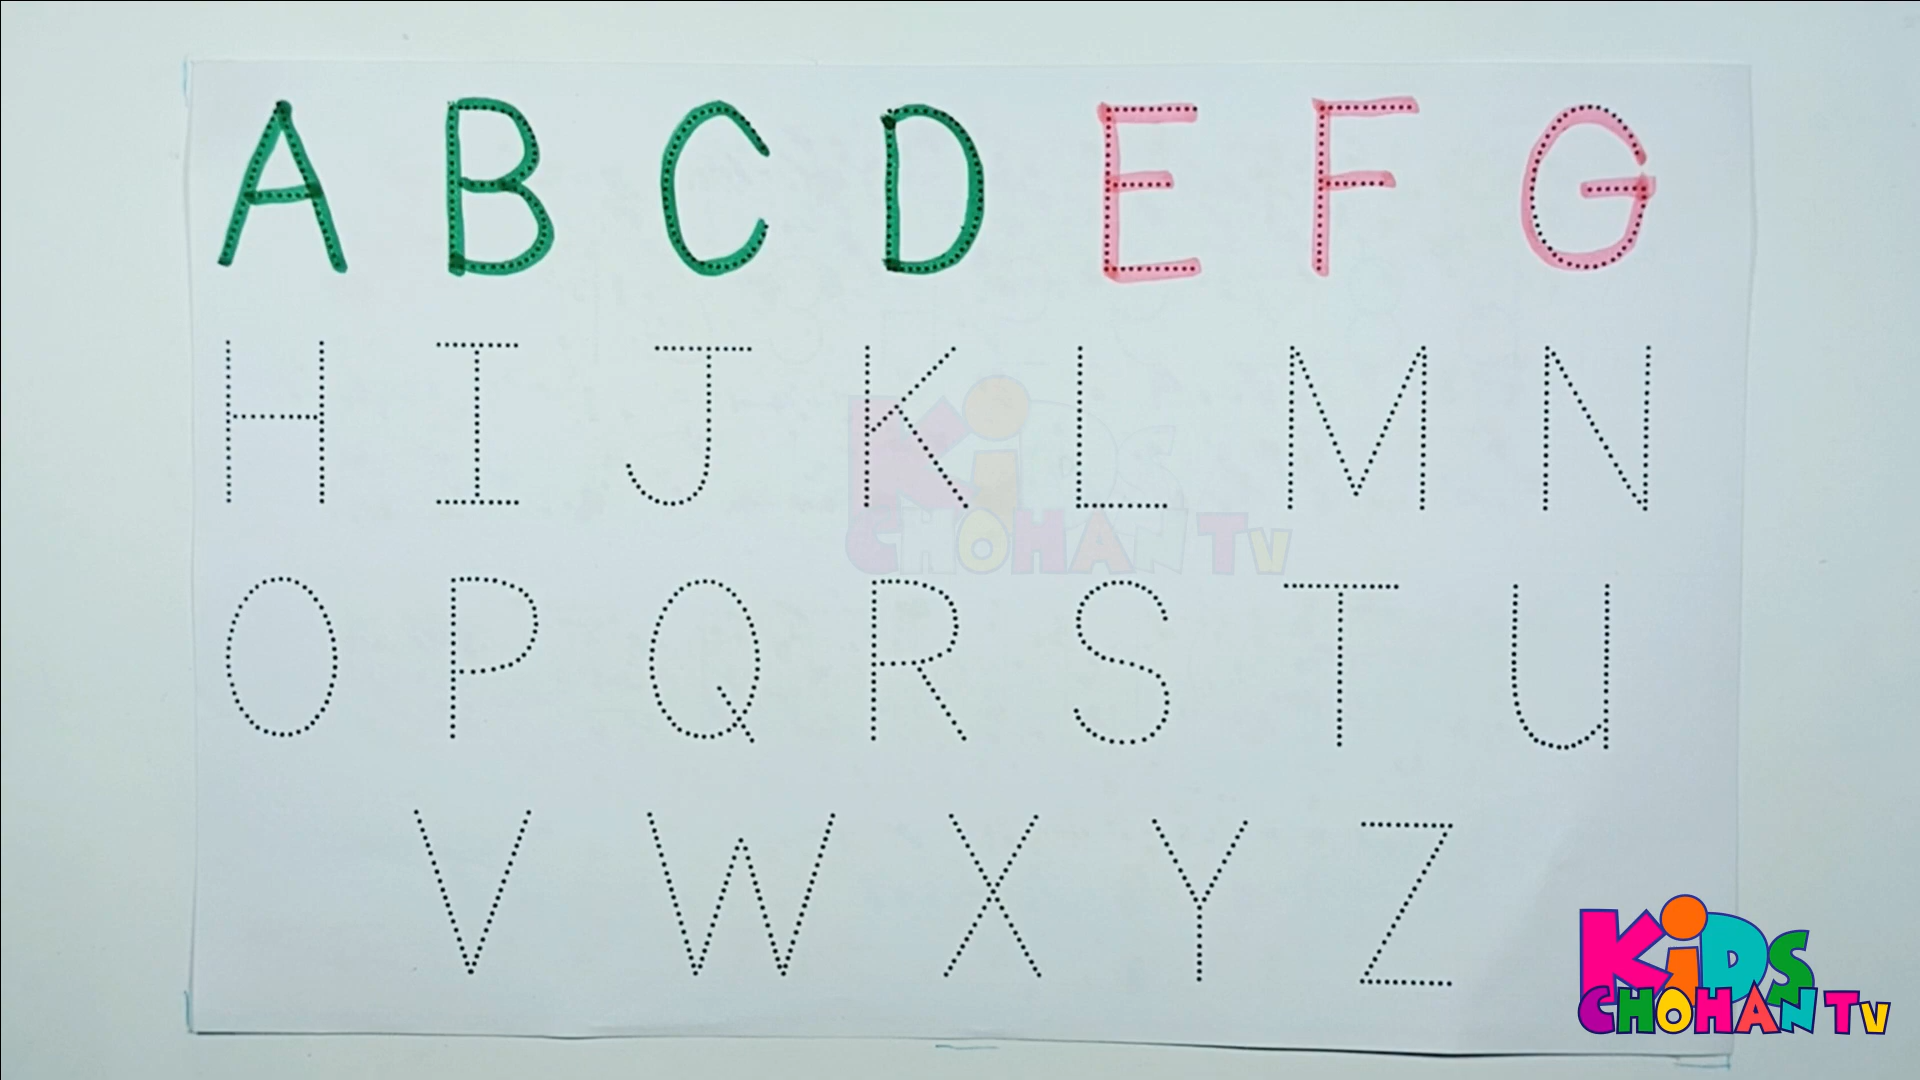 A B C D E F G
H I J K L M N
KiDS
CHOHAN TV
O P Q R S T U
V W X Y Z
KiDS
CHOHAN TV